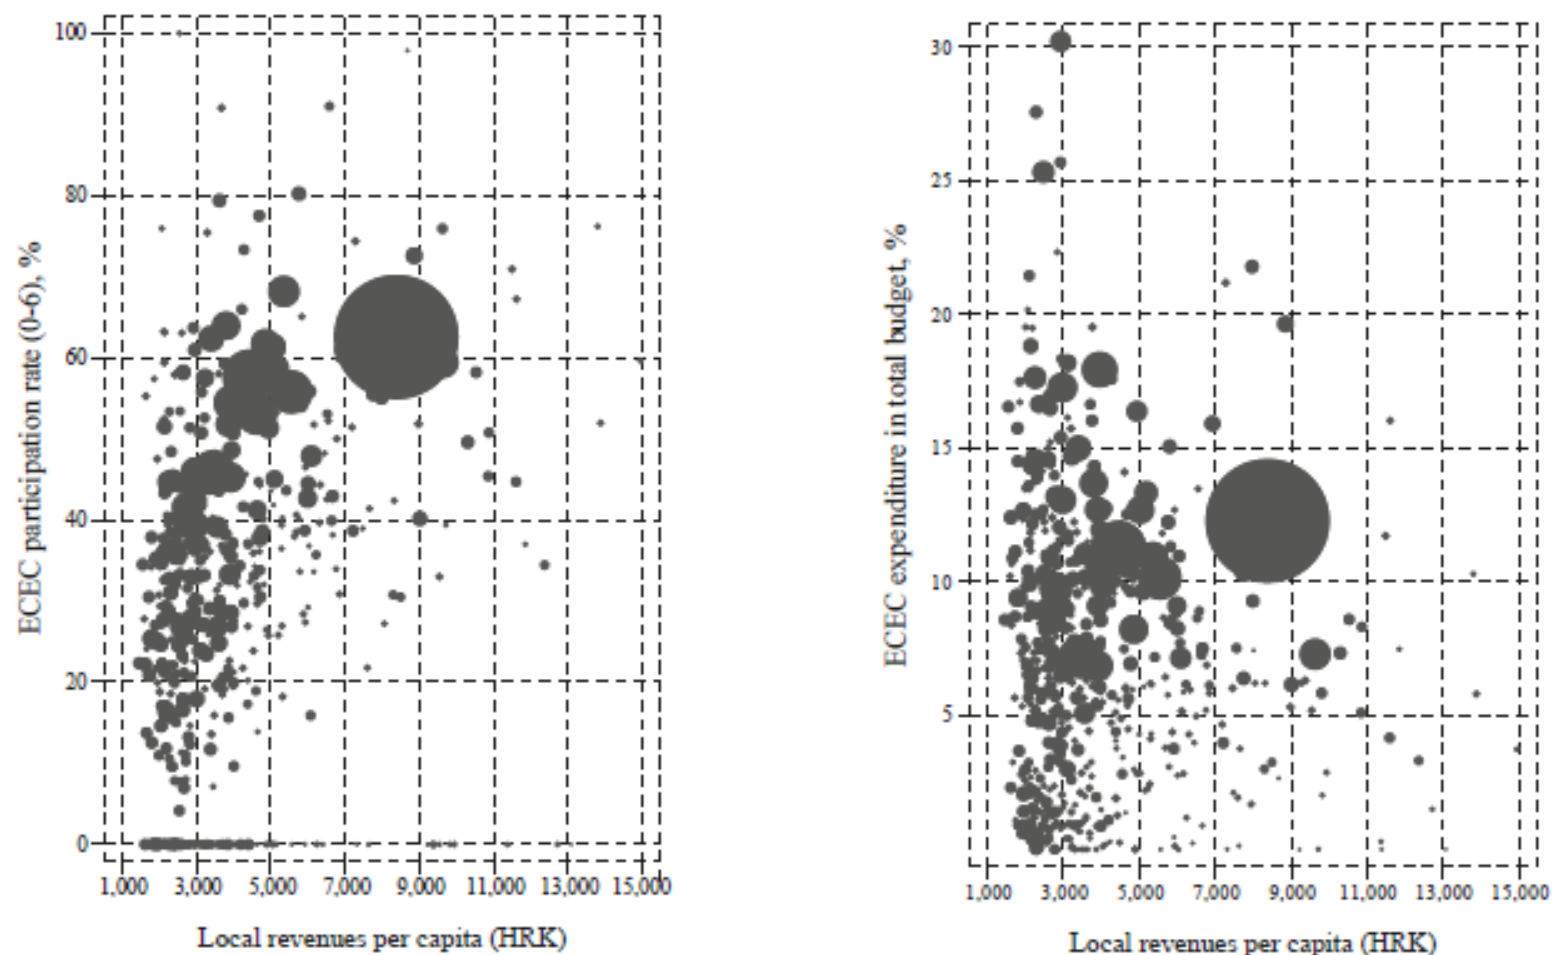 ECEC participation rate (0-6), %
100
80
60
40
20
0
1,000 3,000 5,000 7,000 9,000 11,000 13,000 15,000
Local revenues per capita (HRK)
ECEC expenditure in total budget, %
30
25
20
15
10
5
1,000 3,000 5,000 7,000 9,000 11,000 13,000 15,000
Local revenues per capita (HRK)